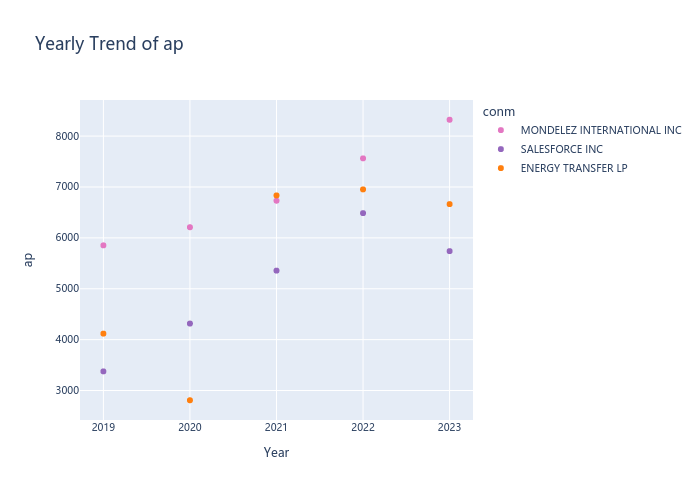 Yearly Trend of ap
conm
MONDELEZ INTERNATIONAL INC
SALESFORCE INC
ENERGY TRANSFER LP
8000
7000
6000
5000
4000
3000
ap
2019 2020 2021 2022 2023
Year